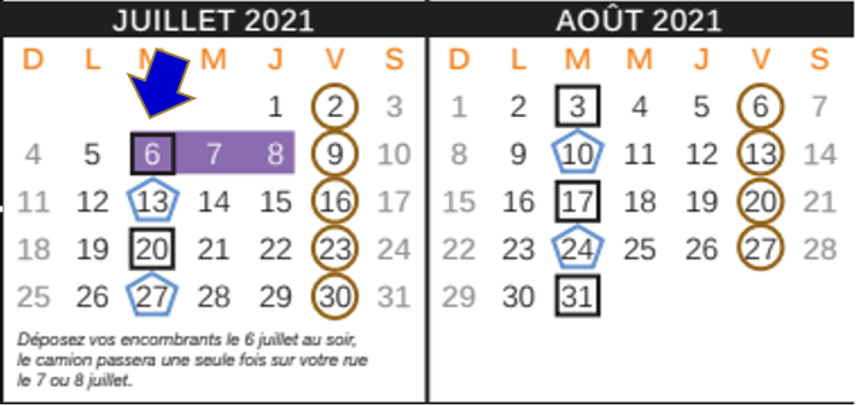 JUILLET 2021
D L M M J V S
1 2 3
4 5 6 7 8 9 10
11 12 13 14 15 16 17
18 19 20 21 22 23 24
25 26 27 28 29 30 31
Déposez vos encombrants le 6 juillet au soir,
le camion passera une seule fois sur votre rue
le 7 ou 8 juillet.
AOÛT 2021
D L M M J V S
1 2 3 4 5 6 7
8 9 10 11 12 13 14
15 16 17 18 19 20 21
22 23 24 25 26 27 28
29 30 31